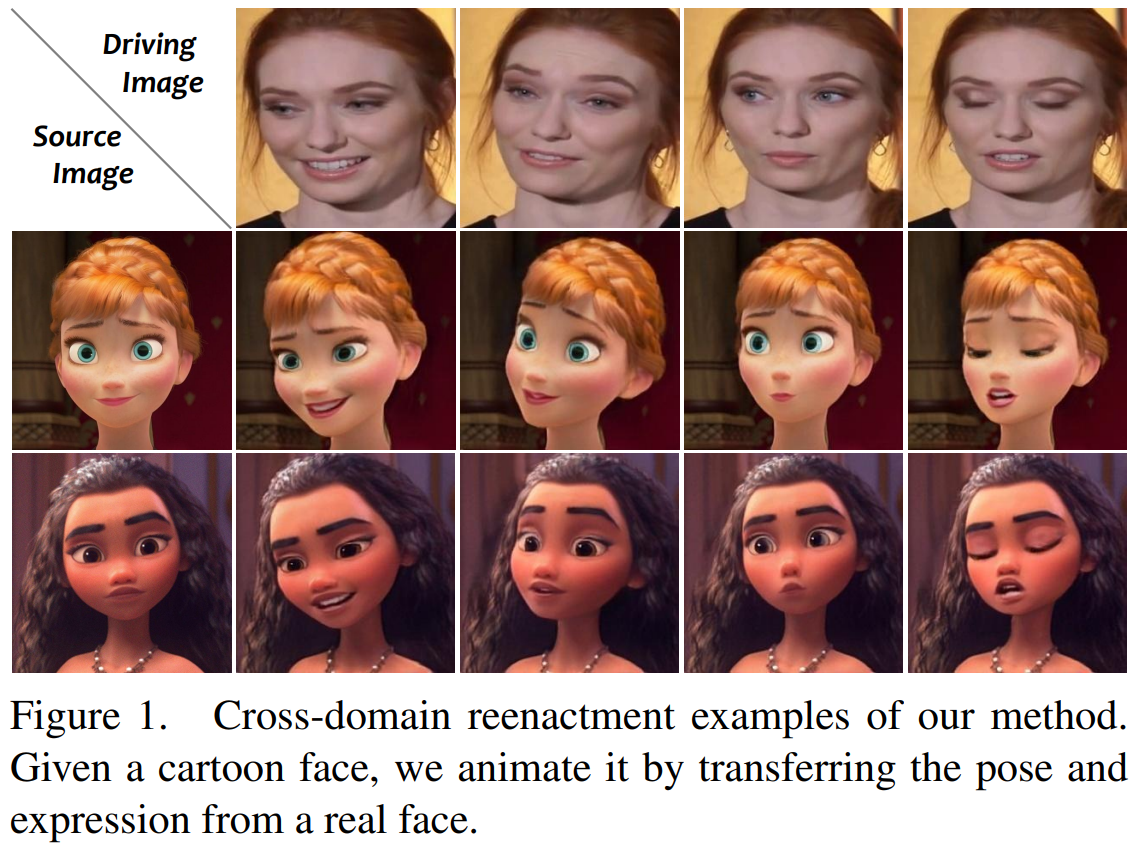 Driving
Image
Source
Image
Figure 1. Cross-domain reenactment examples of our method.
Given a cartoon face, we animate it by transferring the pose and
expression from a real face.